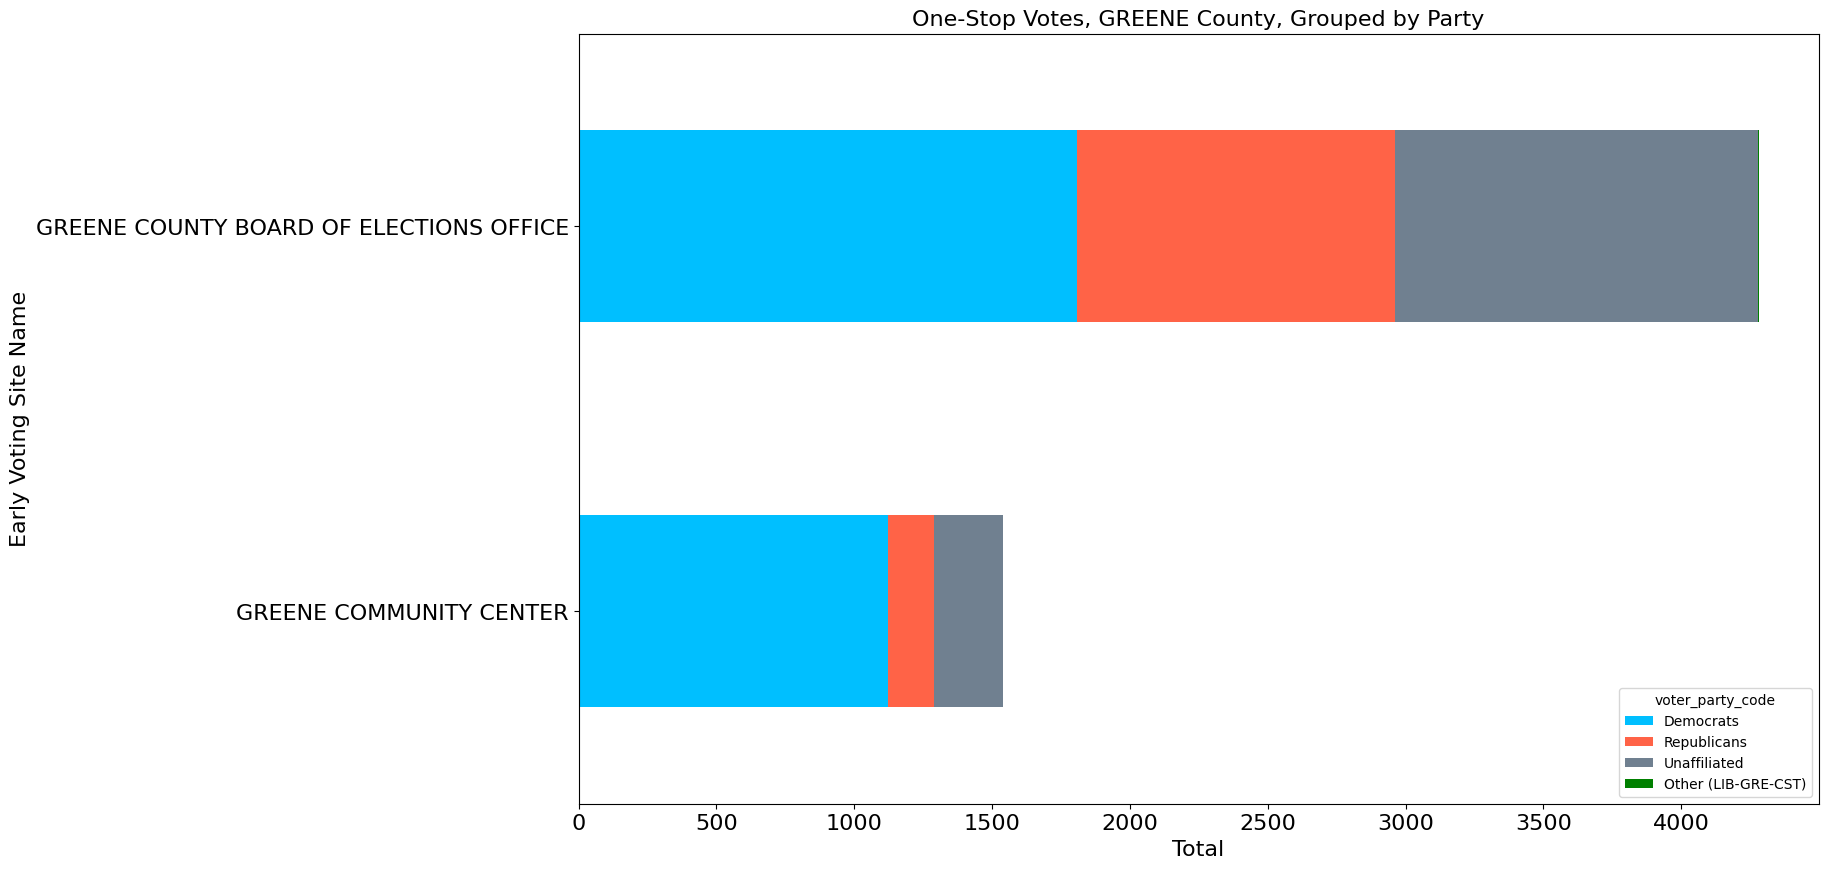 One-Stop Votes, GREENE County, Grouped by Party
Early Voting Site Name
GREENE COUNTY BOARD OF ELECTIONS OFFICE
GREENE COMMUNITY CENTER
voter_party_code
Democrats
Republicans
Unaffiliated
Other (LIB-GRE-CST)
0 500 1000 1500 2000 2500 3000 3500 4000
Total